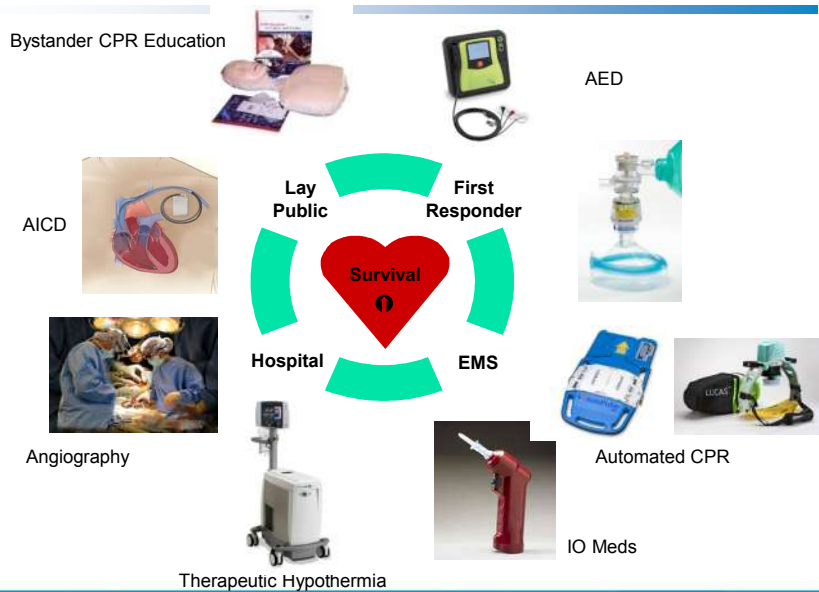 Bystander CPR Education
AED
Lay
Public
First
Responder
AICD
Survival
Hospital
EMS
LUCAS
Angiography
Automated CPR
IO Meds
Therapeutic Hypothermia